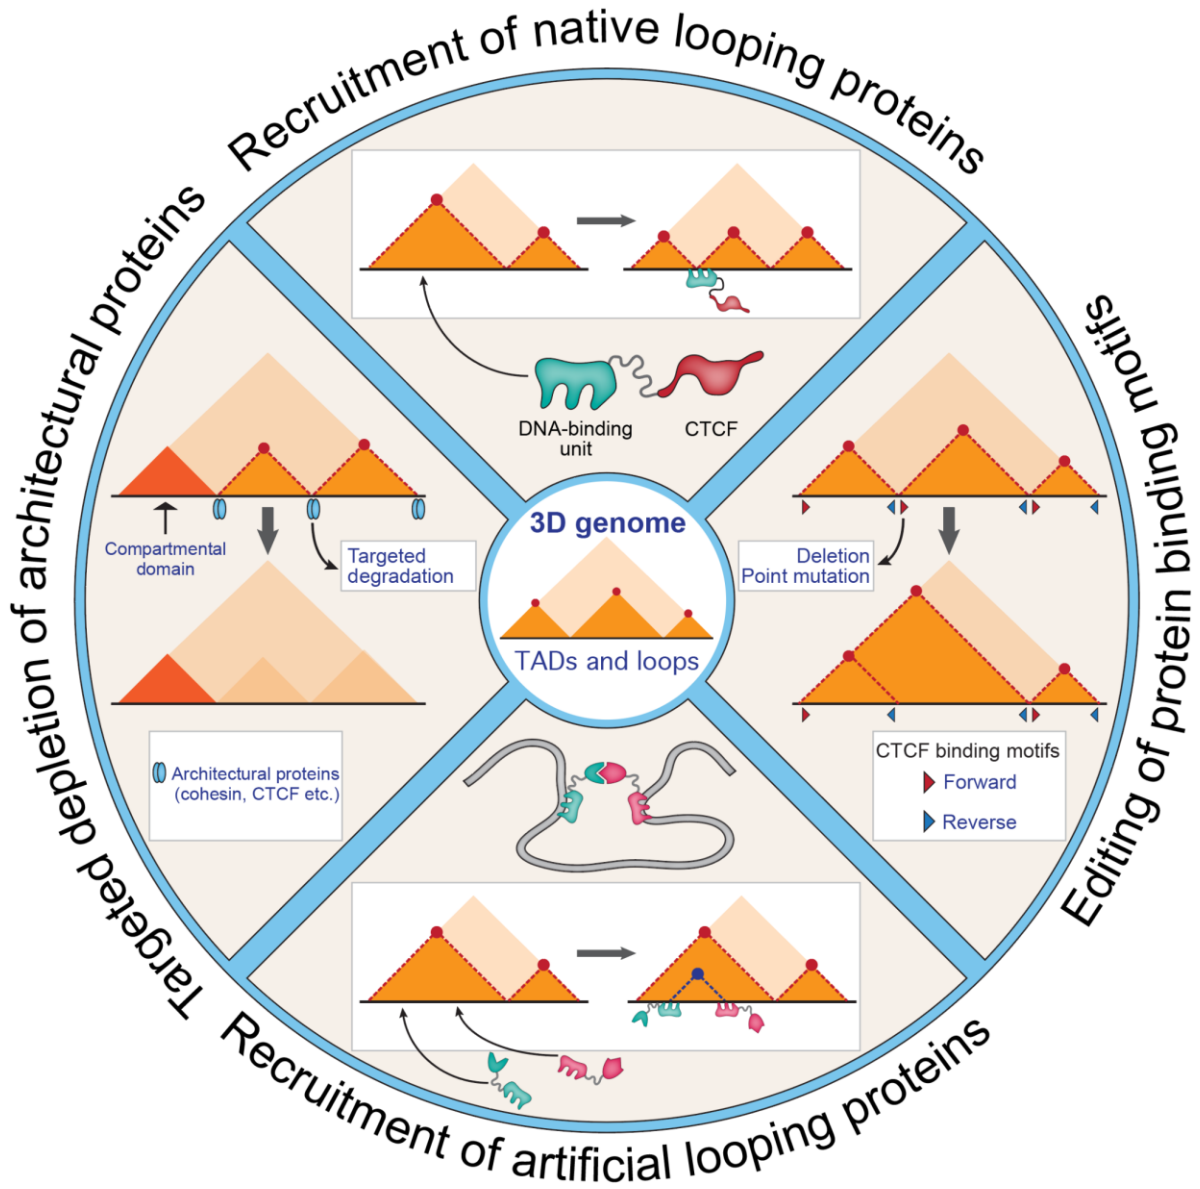 Recruitment of native looping proteins
DNA-binding
unit
CTCF
Targeted depletion of architectural proteins
Compartmental
domain
Targeted
degradation
Architectural proteins
(cohesin, CTCF etc.)
3D genome
TADs and loops
Editing of protein binding motifs
Deletion
Point mutation
CTCF binding motifs
Forward
Reverse
Recruitment of artificial looping proteins